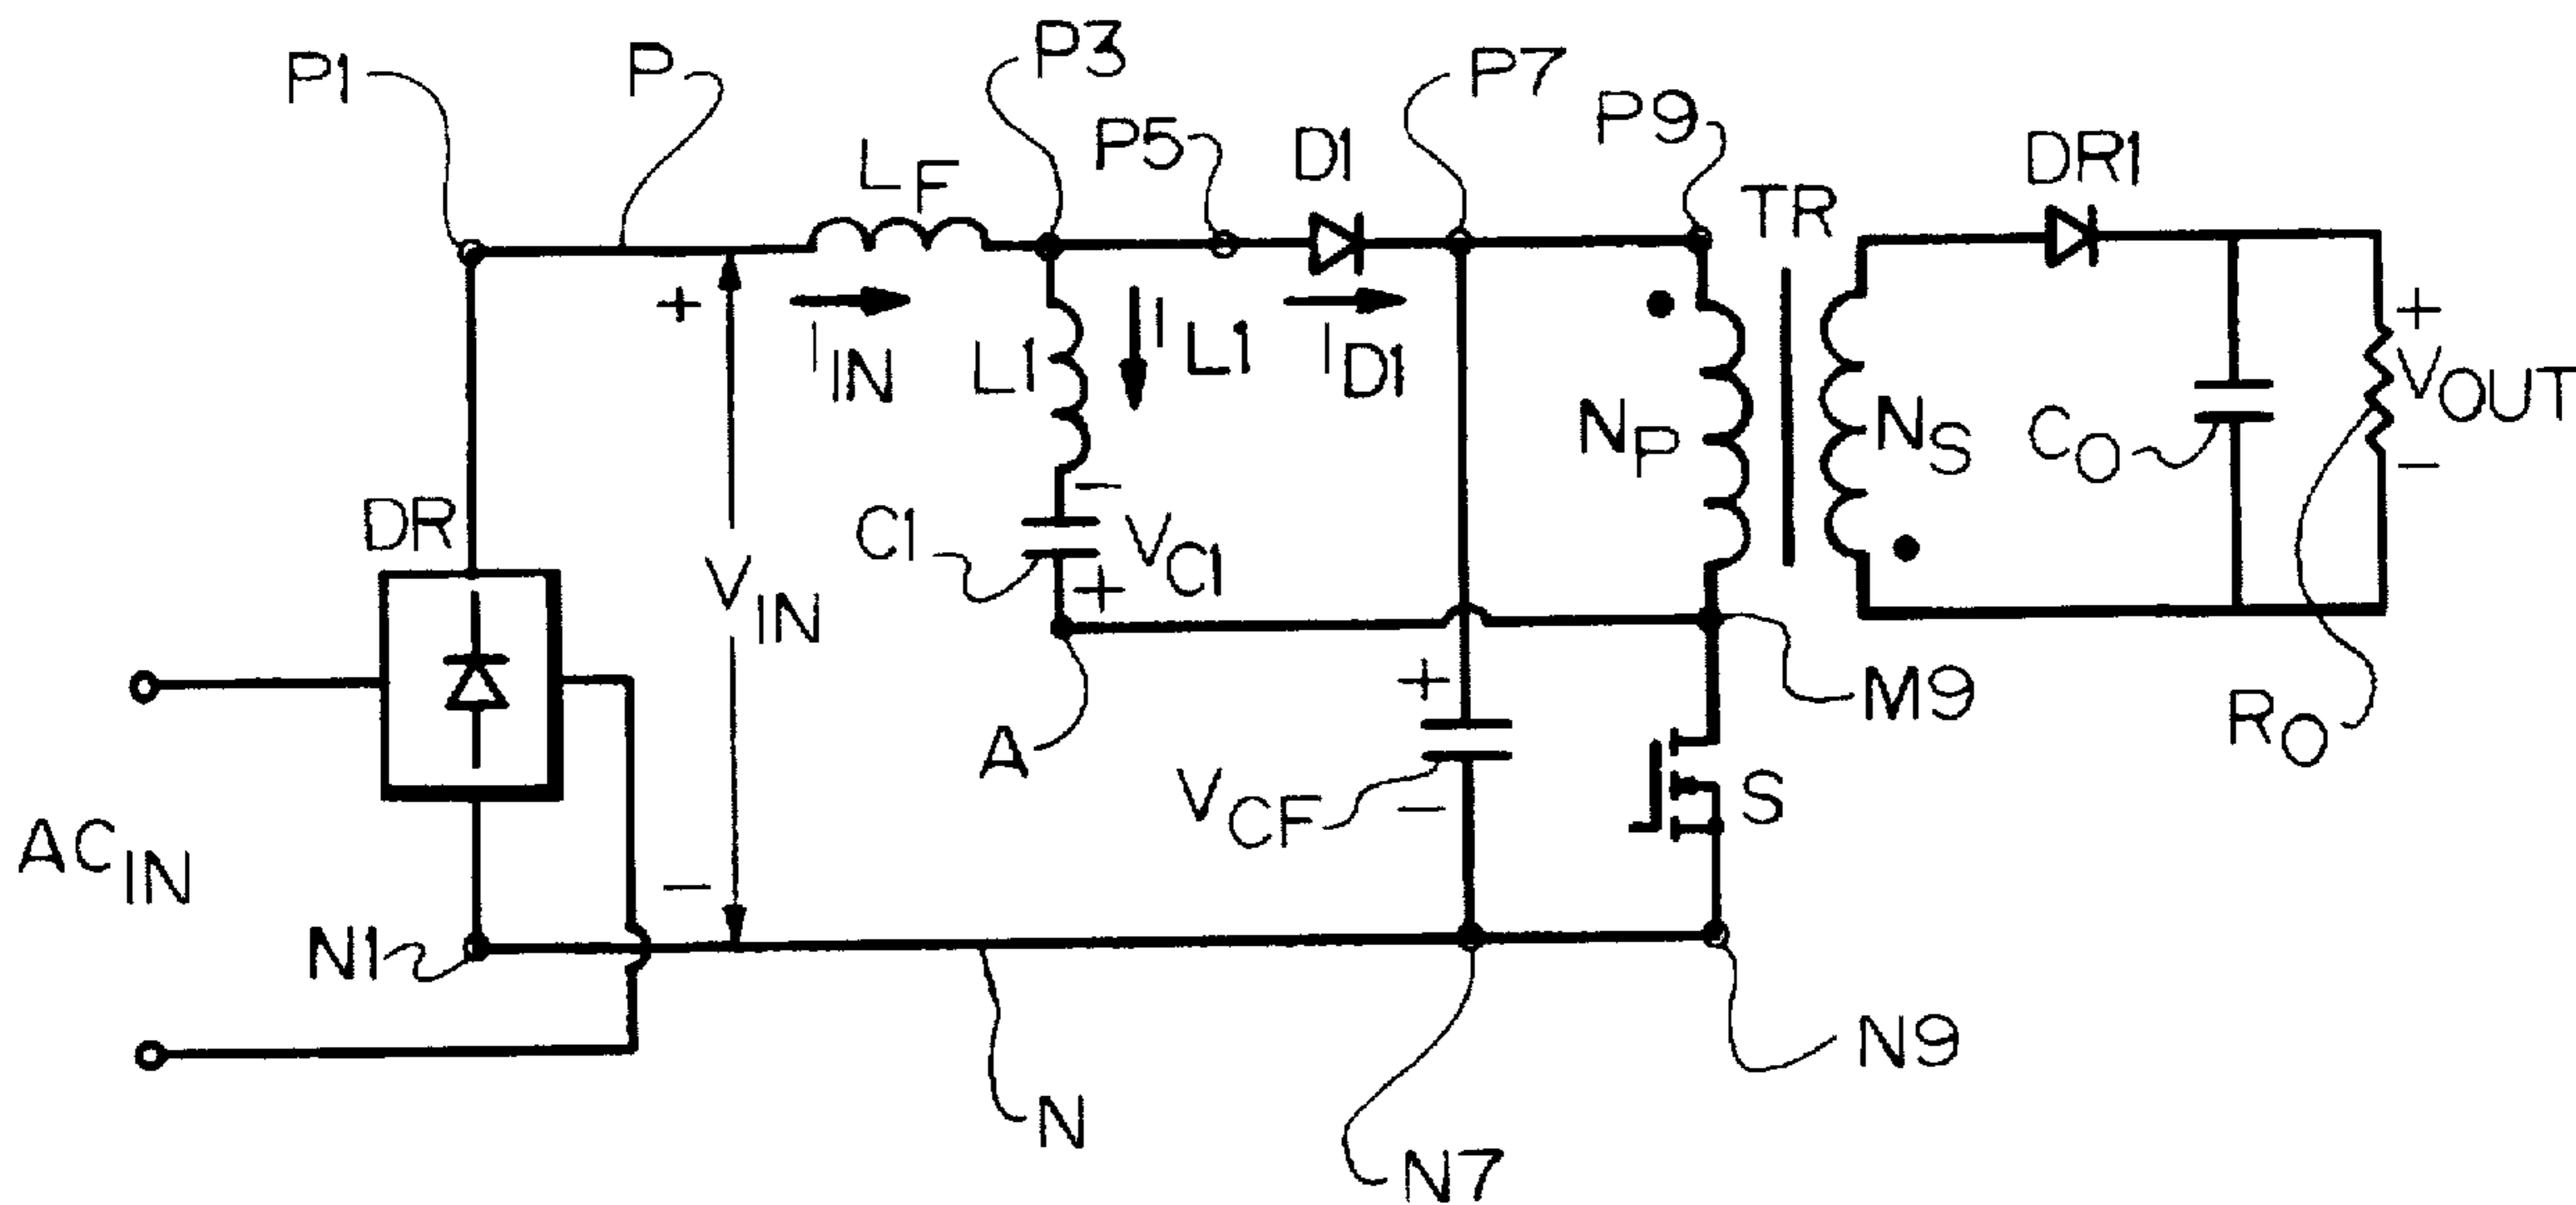 P1
P
P3
P7
P5
D1
P9
LF
TR
DR1
+
IIN
L1
IL1
ID1
NP
NS
CO
+
VOUT
-
DR
C1
-
VC1
+
VIN
A
+
VCF
-
M9
S
RO
ACIN
-
N1
N
N7
N9